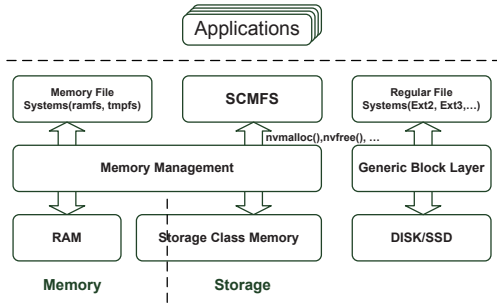 Applications
Memory File
Systems(ramfs, tmpfs)
SCMFS
Regular File
Systems(Ext2, Ext3,…)
nvmalloc(),nvfree(), …
Memory Management
Generic Block Layer
RAM
Storage Class Memory
DISK/SSD
Memory
Storage